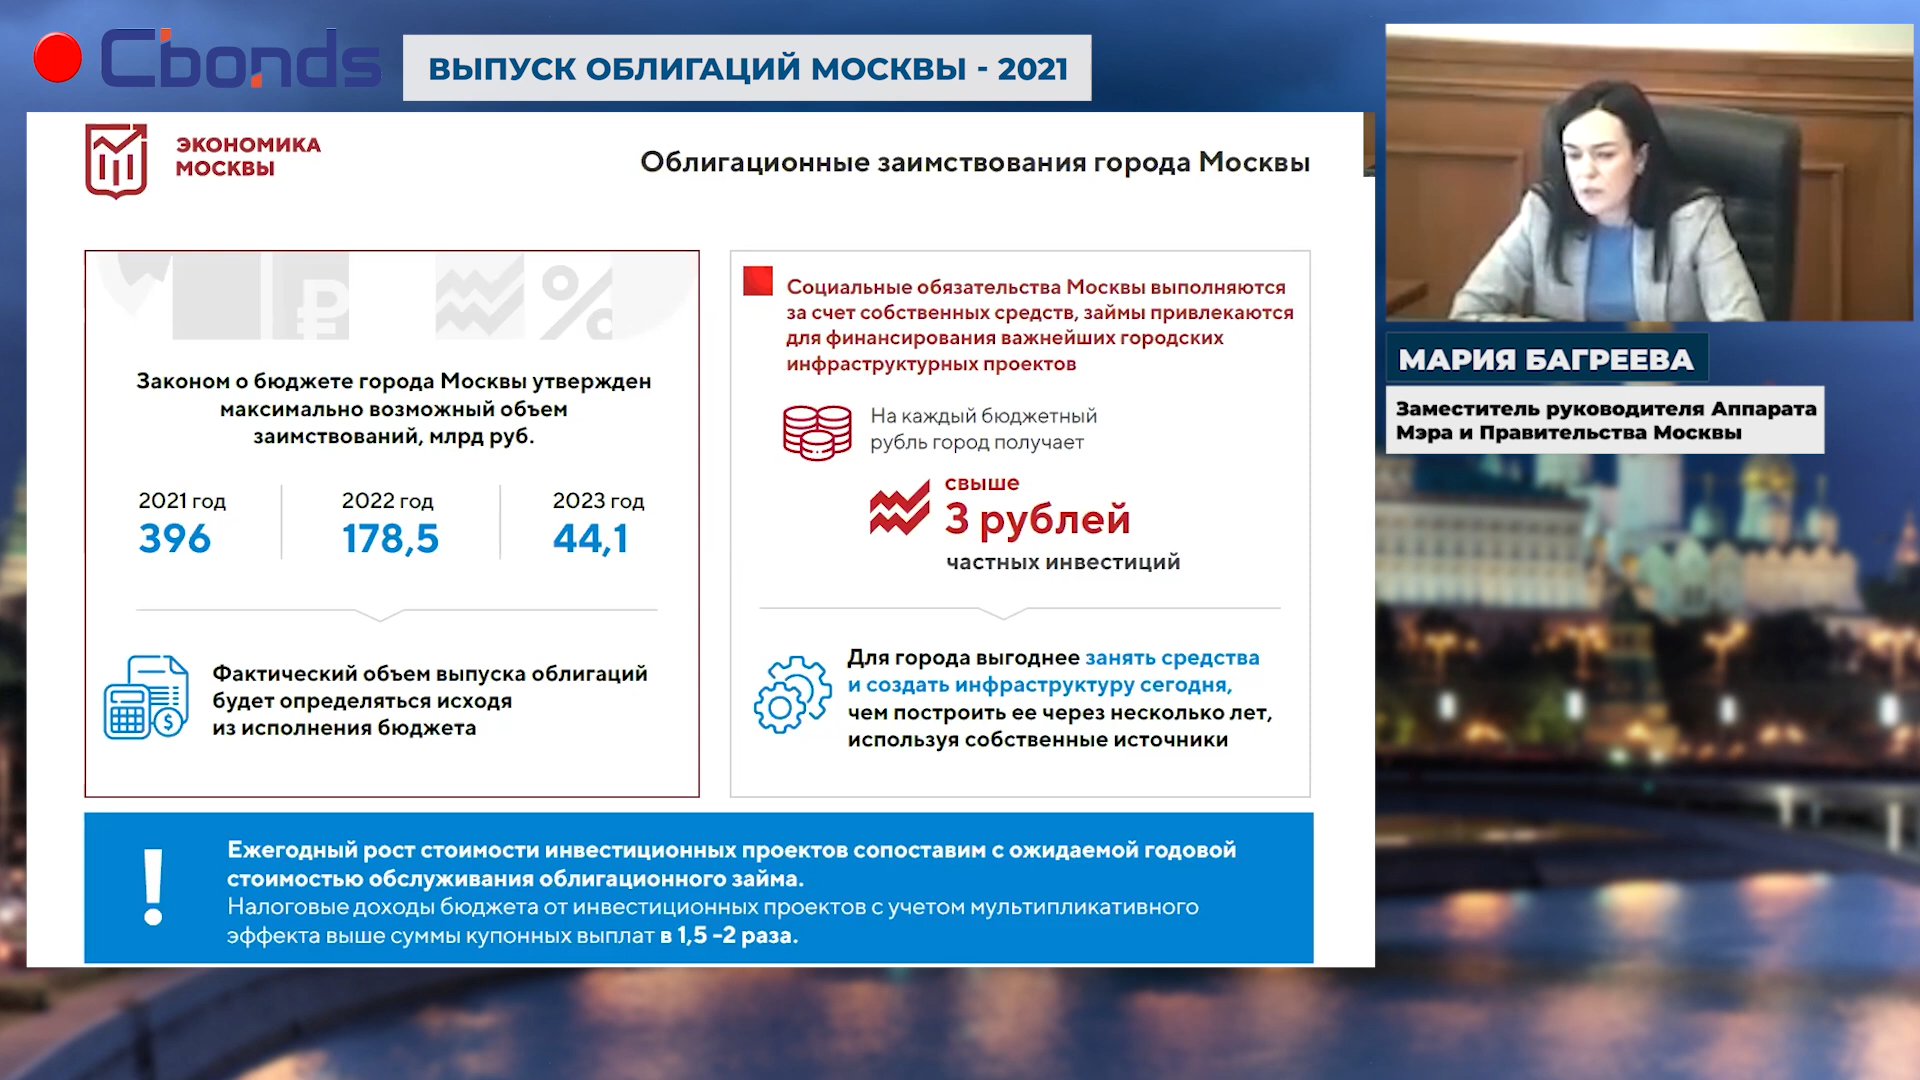 Cbonds
ВЫПУСК ОБЛИГАЦИЙ МОСКВЫ - 2021
ЭКОНОМИКА
МОСКВЫ
Облигационные заимствования города Москвы
₽ %
Законом о бюджете города Москвы утвержден
максимально возможный объем
заимствований, млрд руб.
2021 год
396
2022 год
178,5
2023 год
44,1
Фактический объем выпуска облигаций
будет определяться исходя
из исполнения бюджета
Социальные обязательства Москвы выполняются
за счет собственных средств, займы привлекаются
для финансирования важнейших городских
инфраструктурных проектов
На каждый бюджетный
рубль город получает
свыше
3 рублей
частных инвестиций
Для города выгоднее занять средства
и создать инфраструктуру сегодня,
чем построить ее через несколько лет,
используя собственные источники
!
Ежегодный рост стоимости инвестиционных проектов сопоставим с ожидаемой годовой
стоимостью обслуживания облигационного займа.
Налоговые доходы бюджета от инвестиционных проектов с учетом мультипликативного
эффекта выше суммы купонных выплат в 1,5 –2 раза.
МАРИЯ БАГРЕЕВА
Заместитель руководителя Аппарата
Мэра и Правительства Москвы